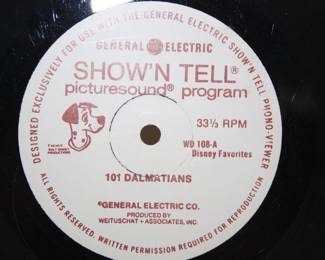 DESIGNED EXCLUSIVELY FOR USE WITH THE GENERAL ELECTRIC SHOW'N TELL PHONO-VIEWER
GENERAL GE ELECTRIC
SHOW'N TELL®
picturesound® program
33⅓ RPM
WD 108-A
Disney Favorites
PRODUCTIONS
101 DALMATIANS
©GENERAL ELECTRIC CO.
PRODUCED BY
WEITUSCHAT + ASSOCIATES, INC.
ALL RIGHTS RESERVED. WRITTEN PERMISSION REQUIRED FOR REPRODUCTION.